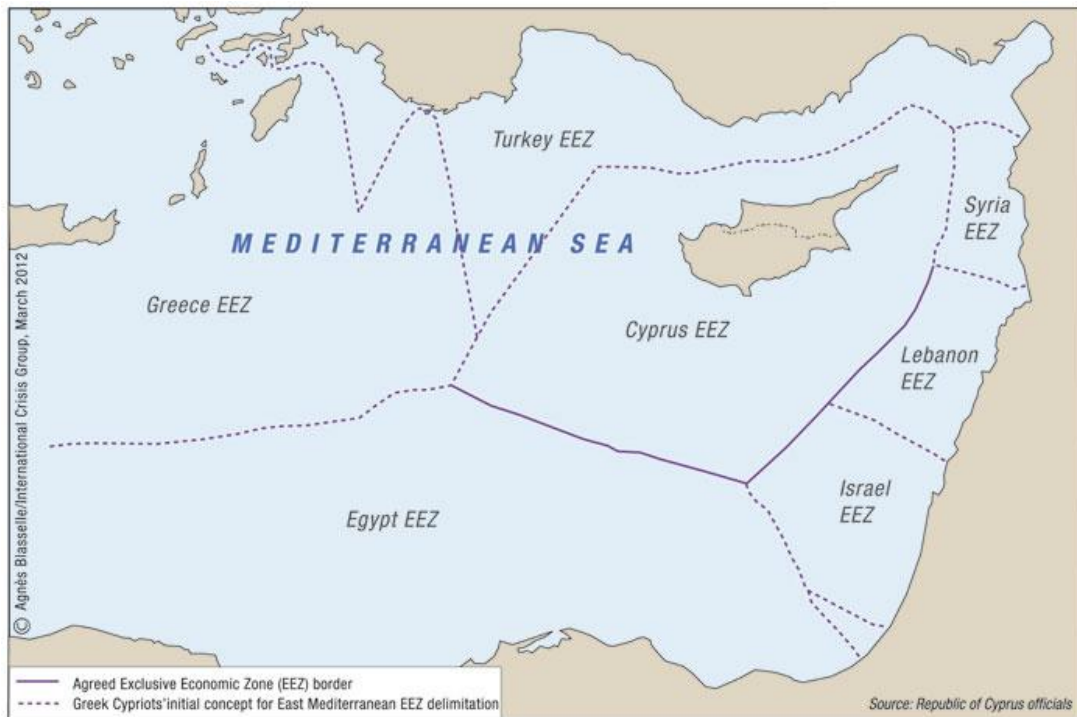 Turkey EEZ
Syria
EEZ
MEDITERRANEAN SEA
Greece EEZ
Cyprus EEZ
Lebanon
EEZ
Israel
EEZ
Egypt EEZ
© Agnès Blasselle/International Crisis Group, March 2012
Agreed Exclusive Economic Zone (EEZ) border
Greek Cypriots'initial concept for East Mediterranean EEZ delimitation
Source: Republic of Cyprus officials